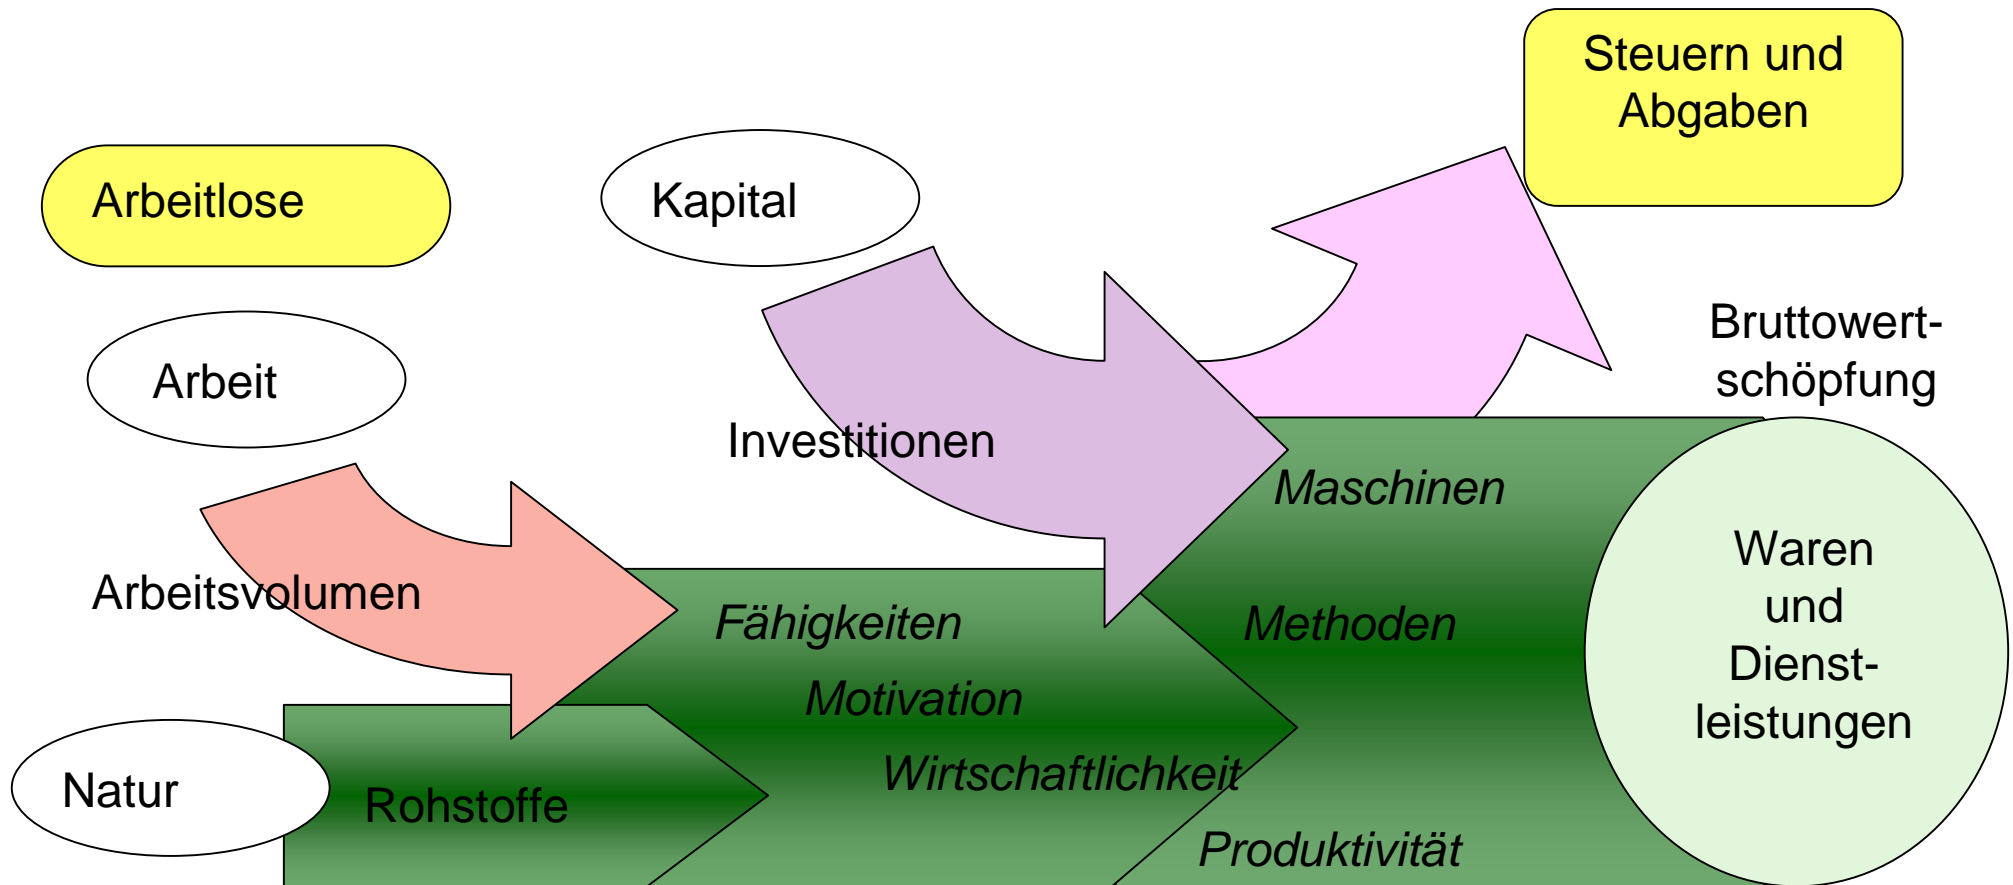 Steuern und
Abgaben
Arbeitlose
Kapital
Bruttowert-
schöpfung
Arbeit
Investitionen
Maschinen
Waren
und
Dienst-
leistungen
Arbeitsvolumen
Fähigkeiten
Methoden
Motivation
Wirtschaftlichkeit
Natur
Rohstoffe
Produktivität